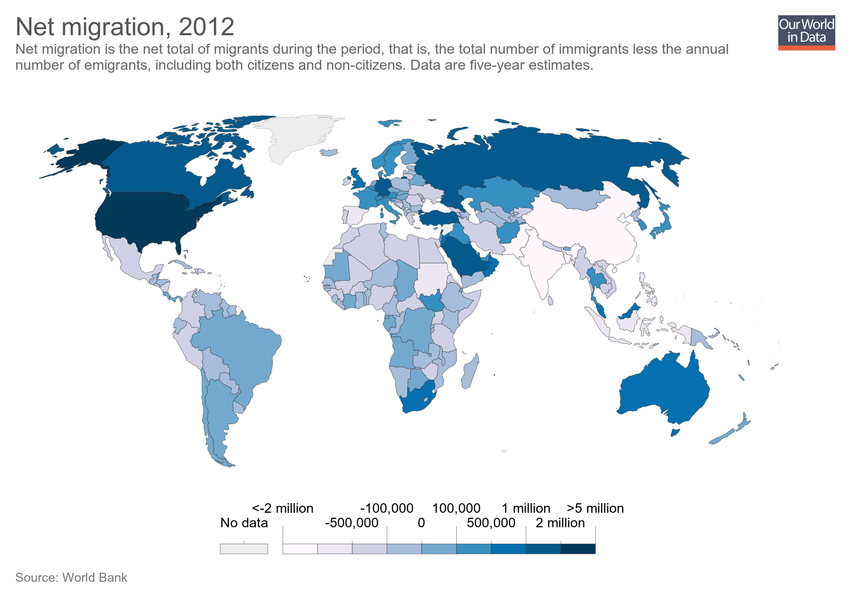 Net migration, 2012
Our World
in Data
Net migration is the net total of migrants during the period, that is, the total number of immigrants less the annual
number of emigrants, including both citizens and non-citizens. Data are five-year estimates.
<-2 million -100,000 100,000 1 million >5 million
No data -500,000 0 500,000 2 million
Source: World Bank